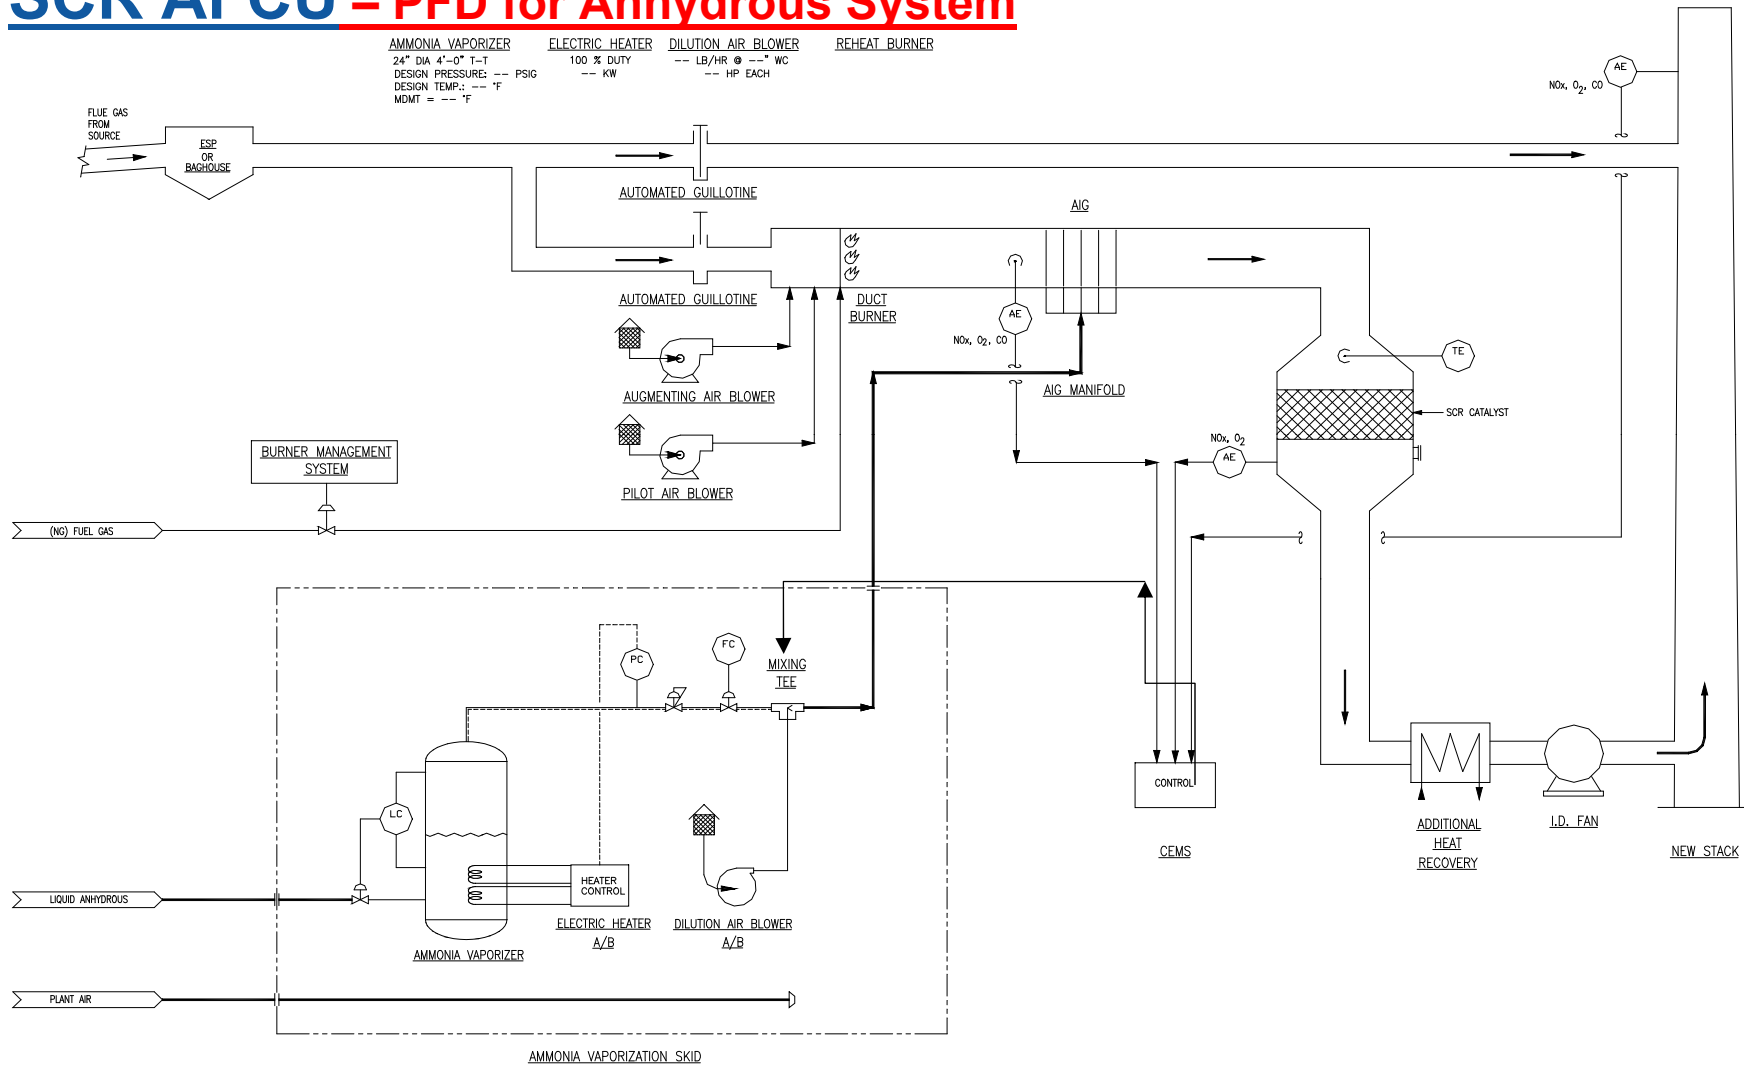 SCR APCU – PFD for Anhydrous System
AMMONIA VAPORIZER
24" DIA 4'-0" T-T
DESIGN PRESSURE: -- PSIG
DESIGN TEMP.: -- °F
MDMT = -- °F
ELECTRIC HEATER
100 % DUTY
-- KW
DILUTION AIR BLOWER
-- LB/HR @ --" WC
-- HP EACH
REHEAT BURNER
AE
NOx, O2, CO
FLUE GAS
FROM
SOURCE
ESP
OR
BAGHOUSE
AUTOMATED GUILLOTINE
AIG
AUTOMATED GUILLOTINE
DUCT
BURNER
AE
NOx, O2, CO
TE
AIG MANIFOLD
AUGMENTING AIR BLOWER
SCR CATALYST
NOx, O2
AE
BURNER MANAGEMENT
SYSTEM
PILOT AIR BLOWER
(NG) FUEL GAS
PC
FC
MIXING
TEE
LC
CONTROL
CEMS
ADDITIONAL
HEAT
RECOVERY
I.D. FAN
NEW STACK
HEATER
CONTROL
LIQUID ANHYDROUS
ELECTRIC HEATER
A/B
DILUTION AIR BLOWER
A/B
AMMONIA VAPORIZER
PLANT AIR
AMMONIA VAPORIZATION SKID